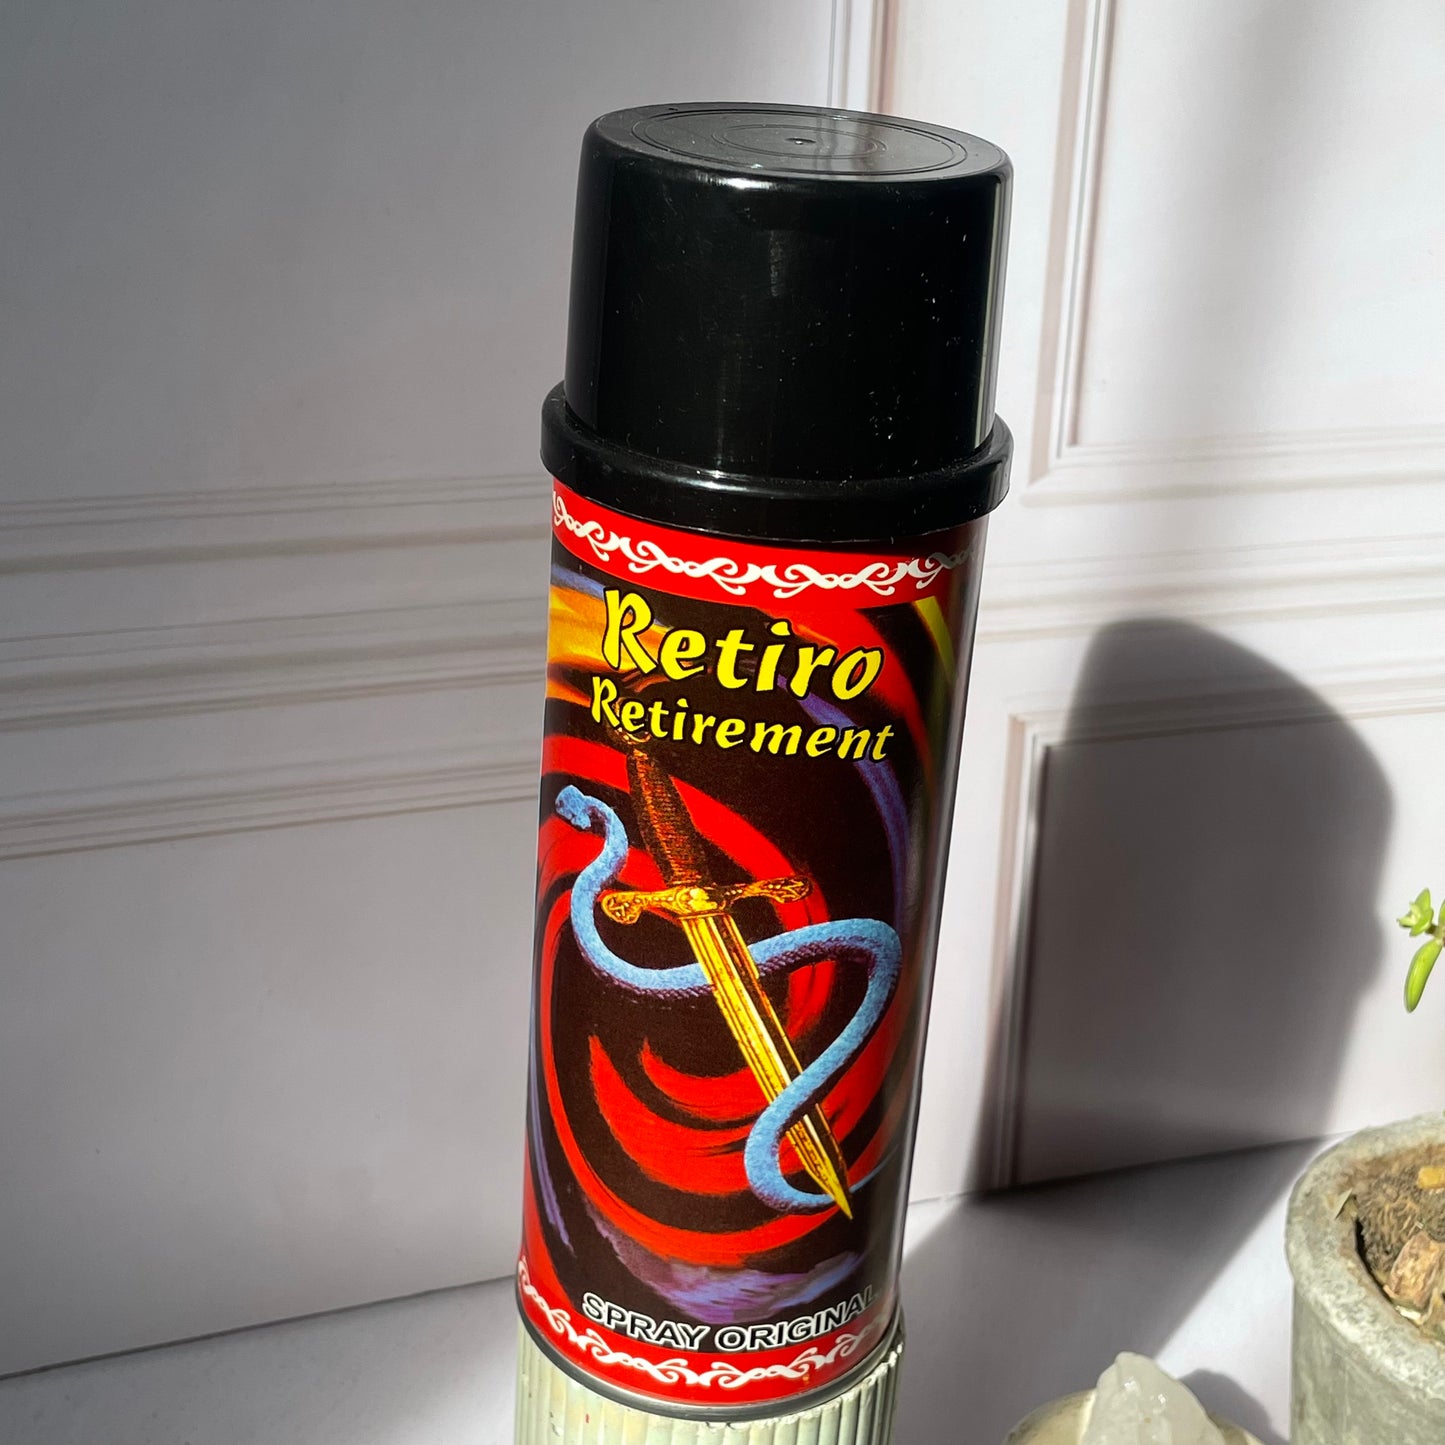 Retiro
Retirement
SPRAY ORIGINAL